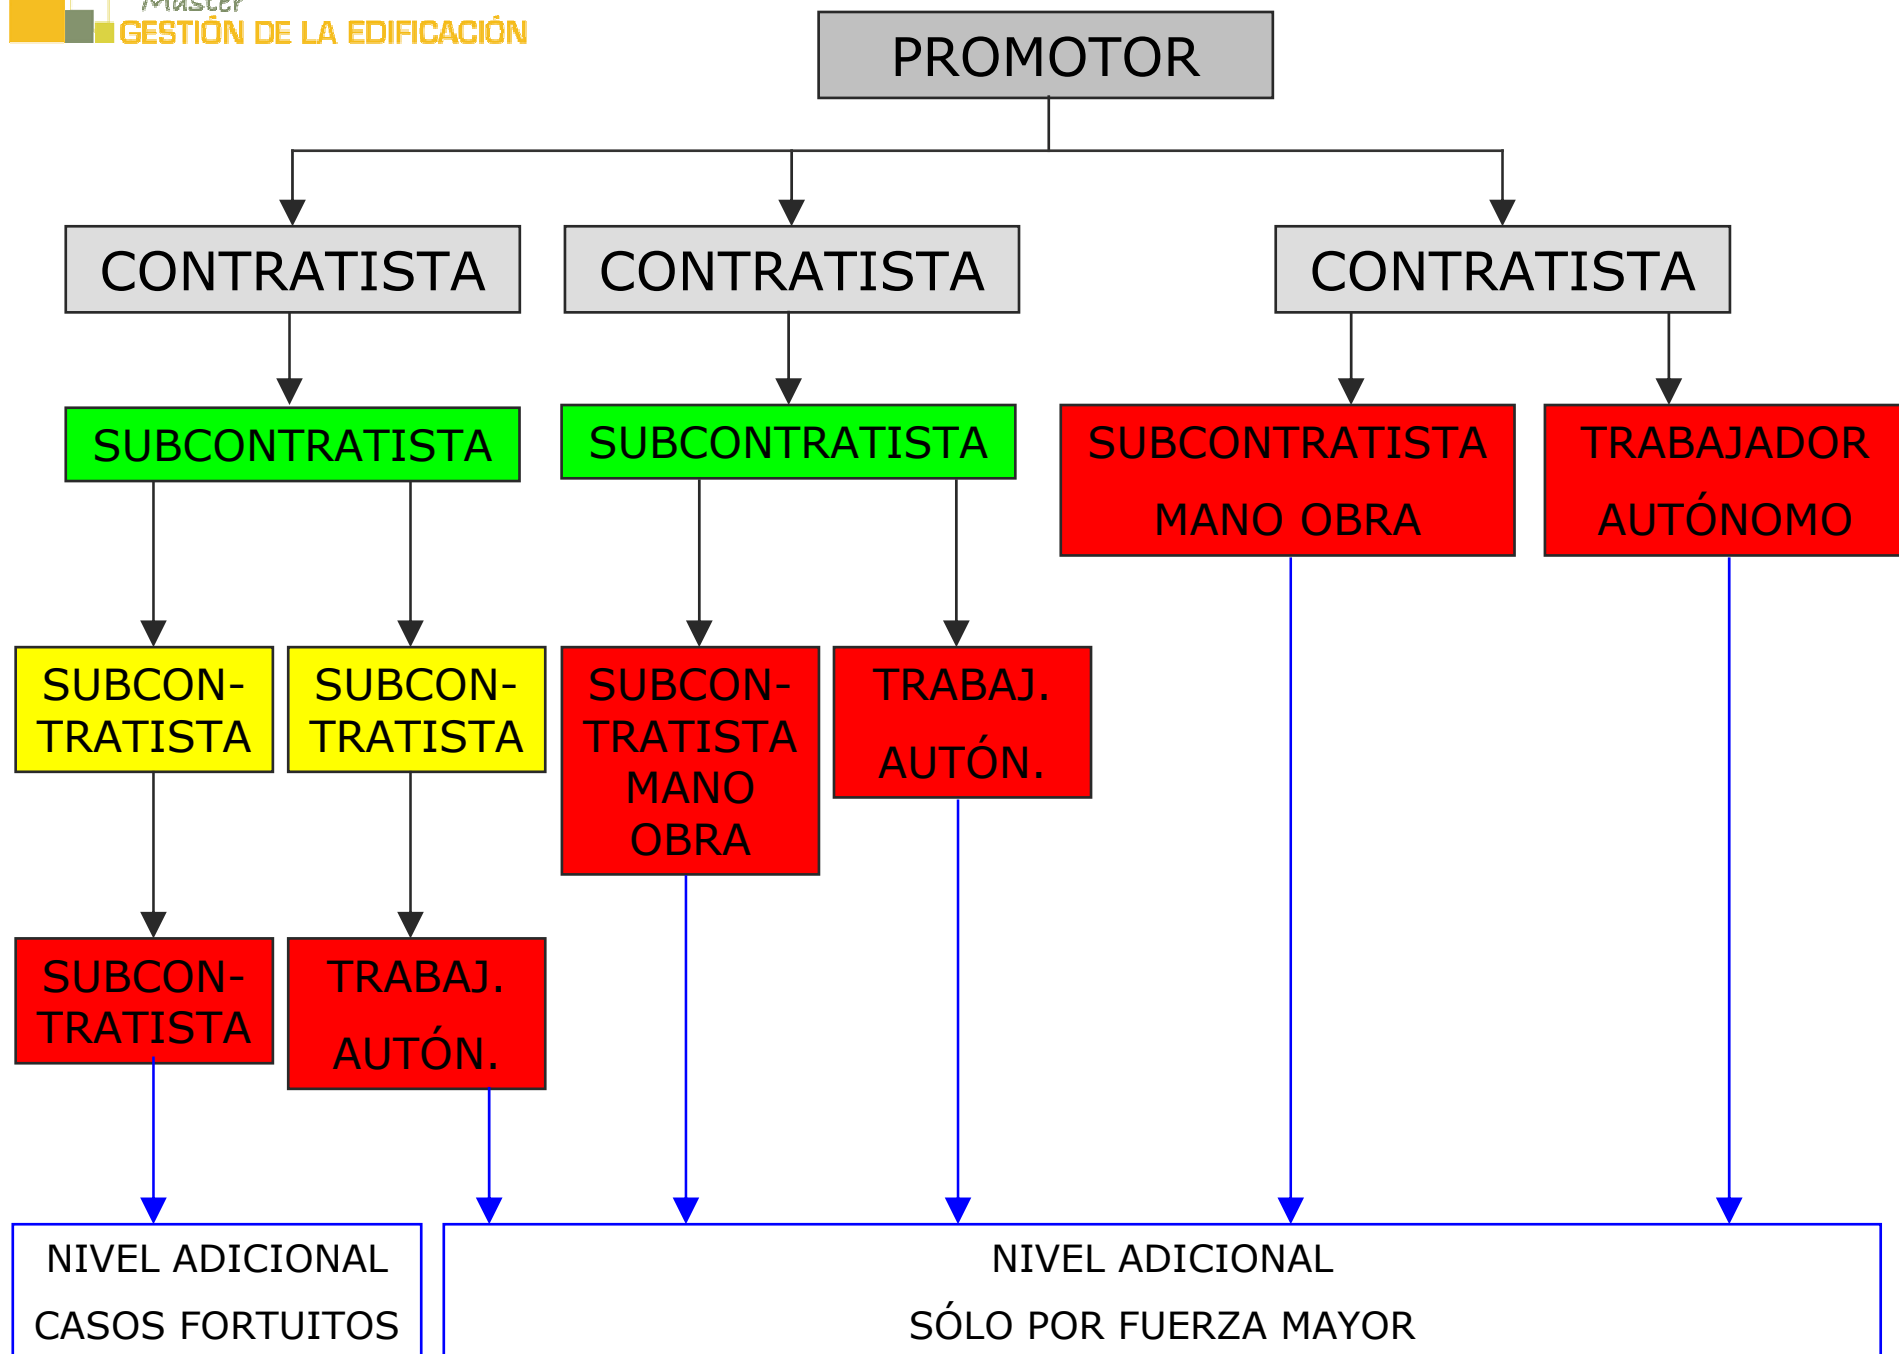 Máster
GESTIÓN DE LA EDIFICACIÓN
PROMOTOR
CONTRATISTA
CONTRATISTA
CONTRATISTA
SUBCONTRATISTA
SUBCONTRATISTA
SUBCONTRATISTA
MANO OBRA
TRABAJADOR
AUTÓNOMO
SUBCON-
TRATISTA
SUBCON-
TRATISTA
SUBCON-
TRATISTA
MANO
OBRA
TRABAJ.
AUTÓN.
SUBCON-
TRATISTA
TRABAJ.
AUTÓN.
NIVEL ADICIONAL
CASOS FORTUITOS
NIVEL ADICIONAL
SÓLO POR FUERZA MAYOR